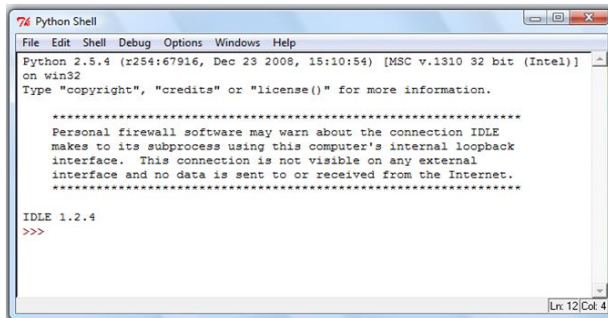 Python Shell
File Edit Shell Debug Options Windows Help
Python 2.5.4 (r254:67916, Dec 23 2008, 15:10:54) [MSC v.1310 32 bit (Intel)]
on win32
Type "copyright", "credits" or "license()" for more information.
****************************************************************
Personal firewall software may warn about the connection IDLE
makes to its subprocess using this computer's internal loopback
interface.  This connection is not visible on any external
interface and no data is sent to or received from the Internet.
****************************************************************
IDLE 1.2.4
>>>
Ln: 12 Col: 4